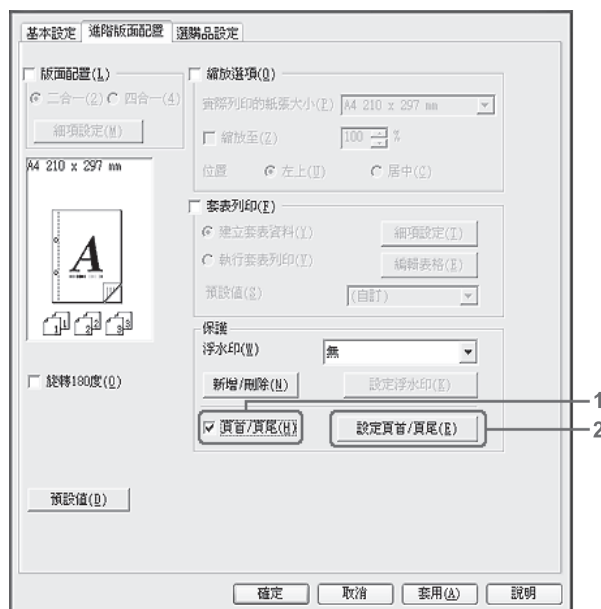 基本設定 進階版面配置 選購品設定
版面配置(L)
二合一(2) 四合一(4)
細項設定(M)
A4 210 x 297 mm
A
1 1 2 2 3 3
旋轉180度(0)
預設值(D)
縮放選項(O)
實際列印的紙張大小(P) A4 210 x 297 mm
縮放至(Z) 100 %
位置 左上(U) 居中(C)
套表列印(F)
建立套表資料(Y) 細項設定(T)
執行套表列印(V) 編輯表格(E)
預設值(S) (自訂)
保護
浮水印(W) 無
新增/刪除(N) 設定浮水印(K)
頁首/頁尾(H) 設定頁首/頁尾(E)
1
2
確定 取消 套用(A) 說明